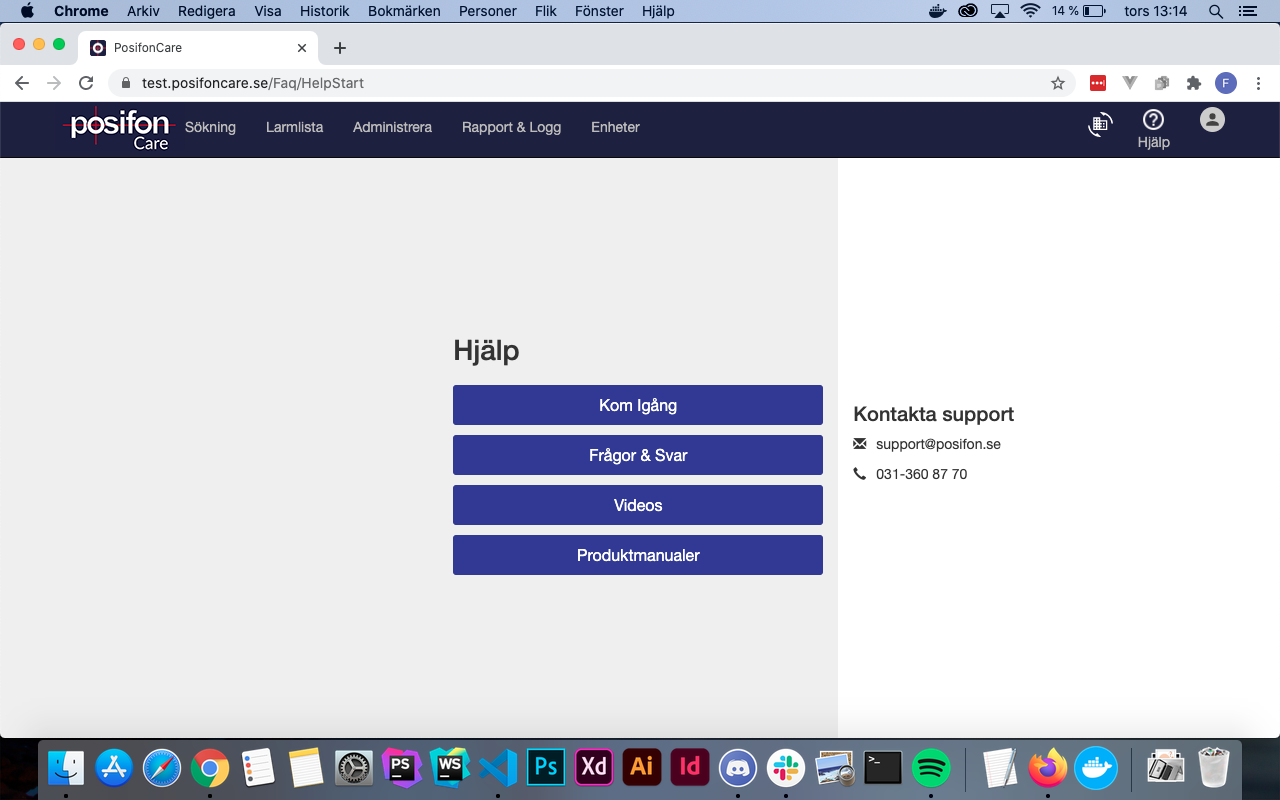 Chrome Arkiv Redigera Visa Historik Bokmärken Personer Flik Fönster Hjälp 14 % tors 13:14
PosifonCare
test.posifoncare.se/Faq/HelpStart
F
posifon Care
Sökning Larmlista Administrera Rapport & Logg Enheter
Hjälp
Hjälp
Kom Igång
Frågor & Svar
Videos
Produktmanualer
Kontakta support
support@posifon.se
031-360 87 70
PS WS Ps Xd Ai Id >_